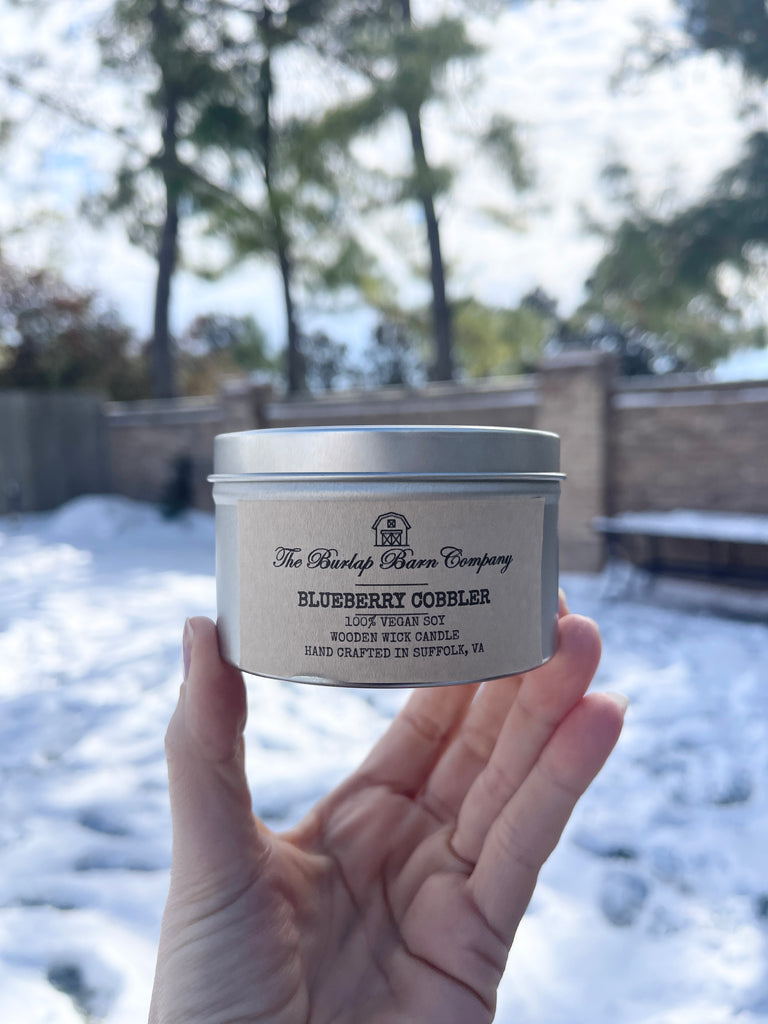 The Burlap Barn Company
BLUEBERRY COBBLER
100% VEGAN SOY
WOODEN WICK CANDLE
HAND CRAFTED IN SUFFOLK, VA